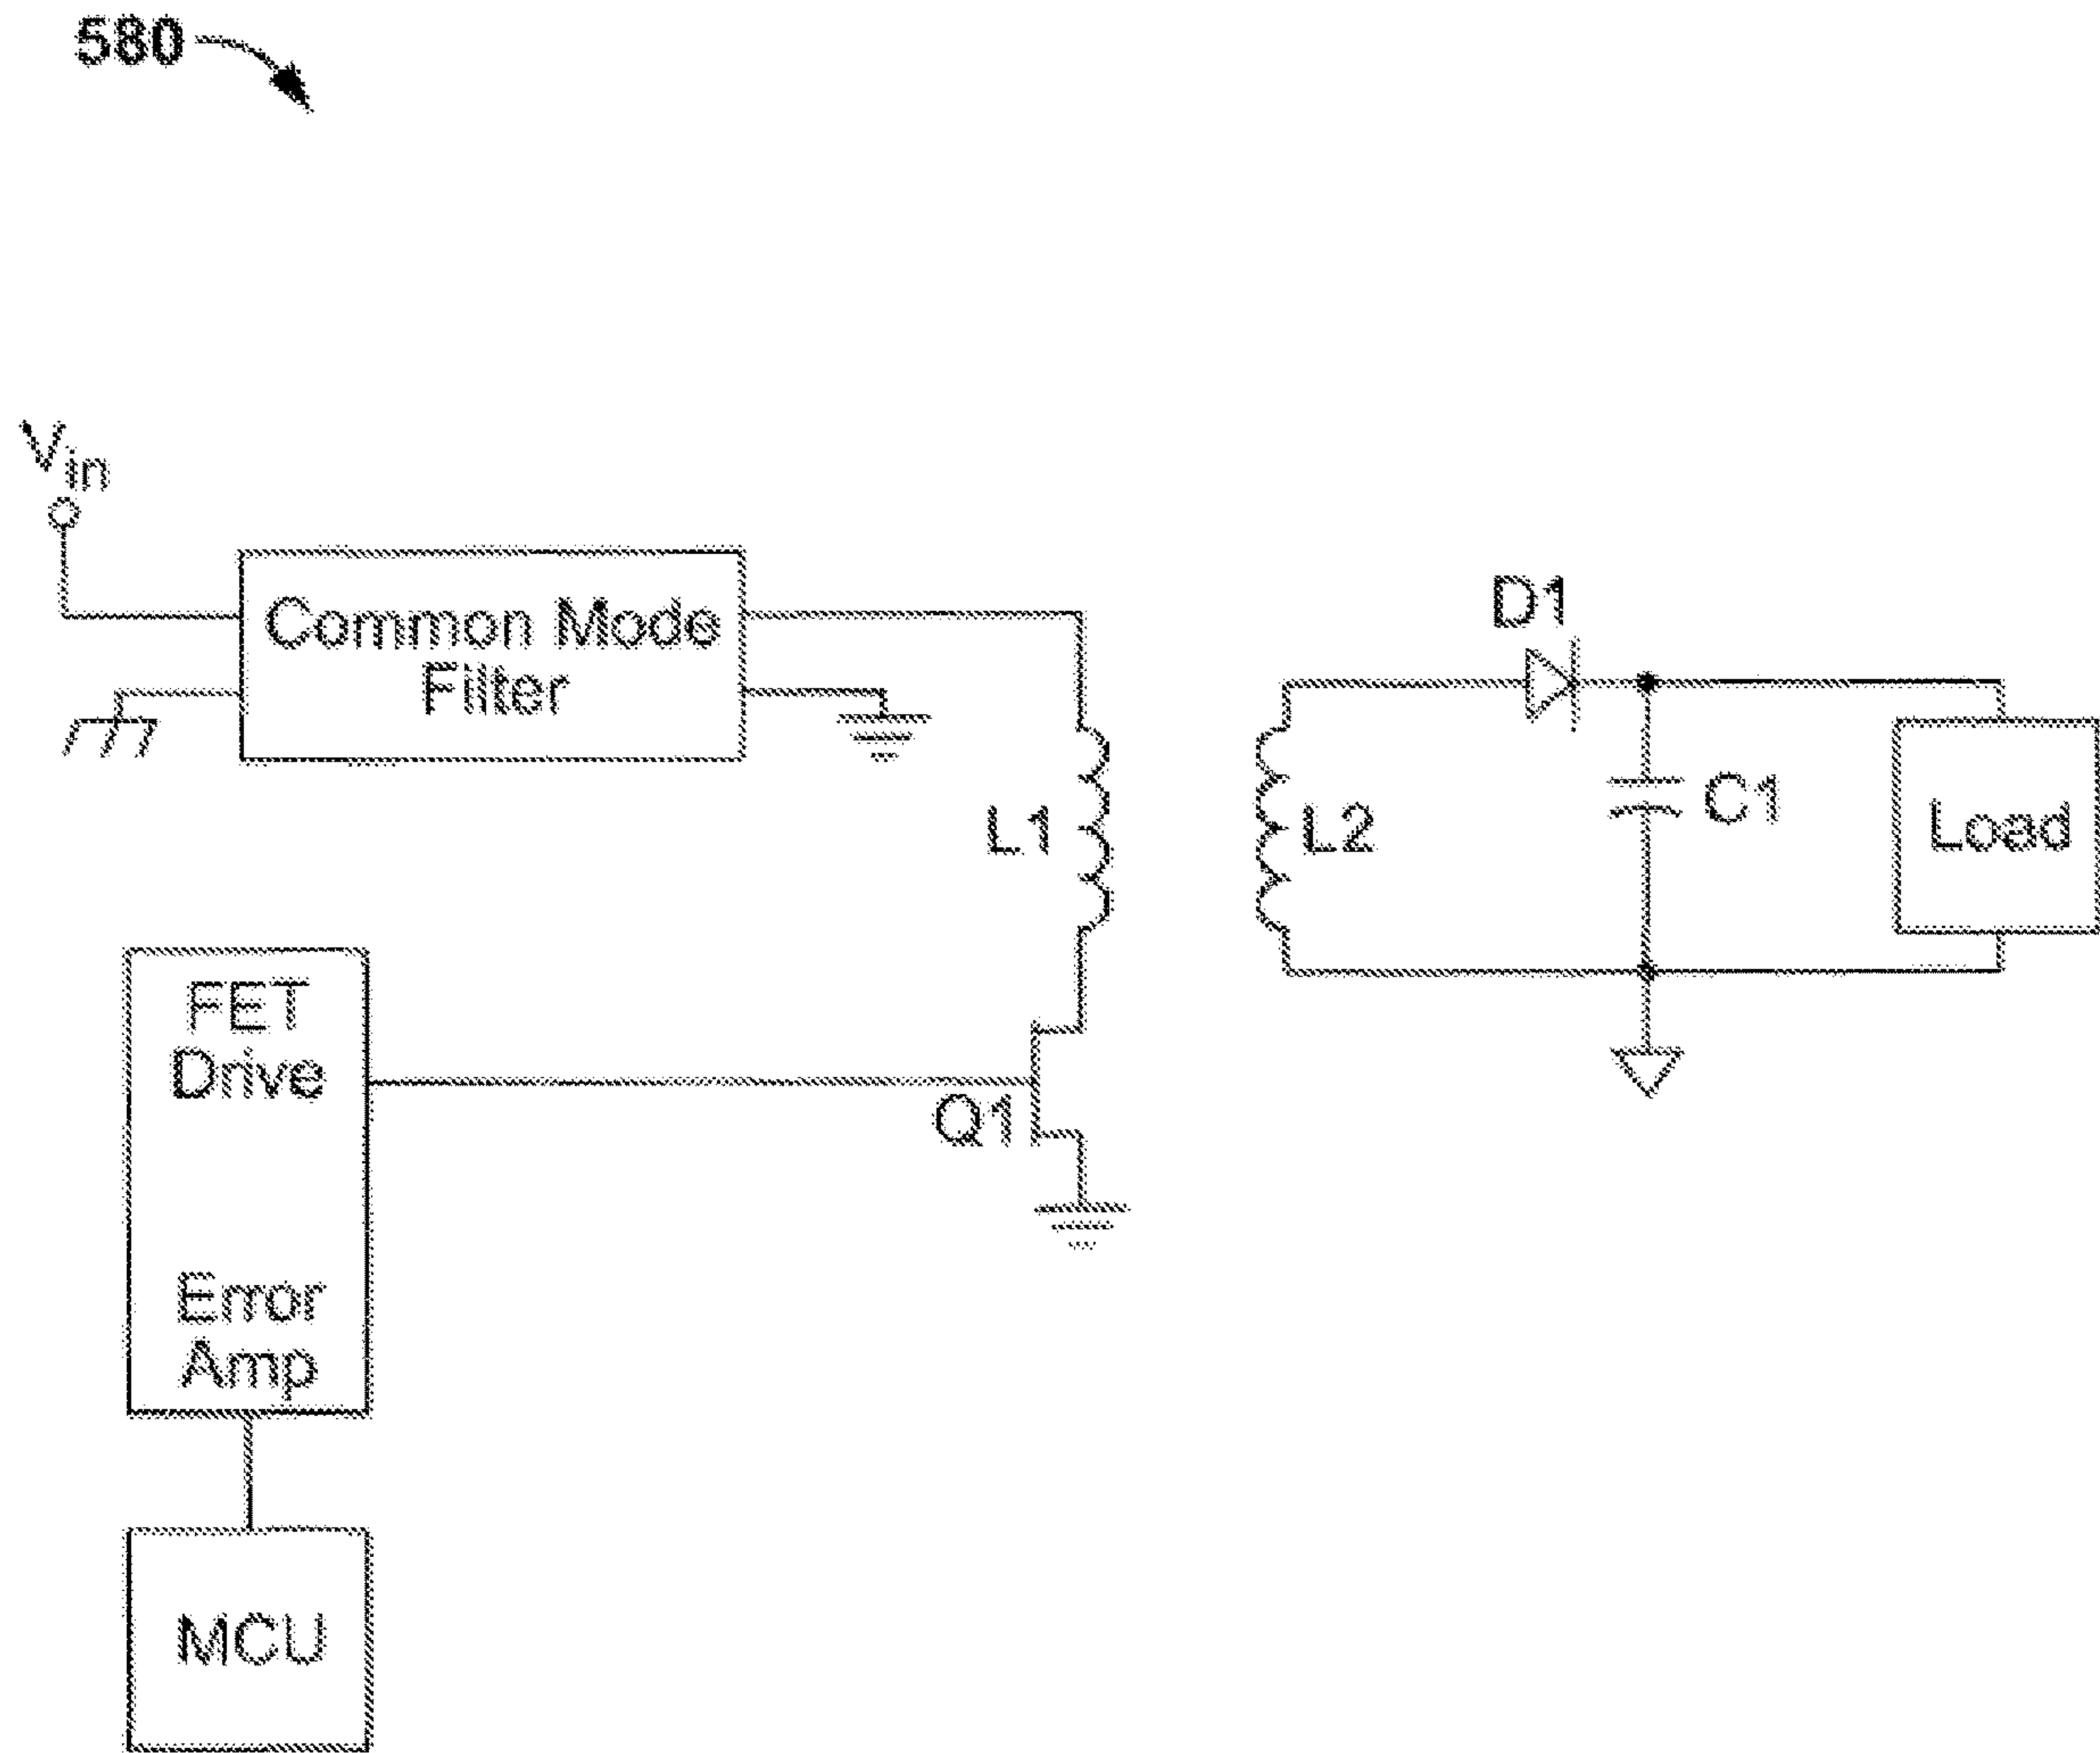 580
Vin
Common Mode
Filter
D1
L1
L2
C1
Load
FET
Drive
Q1
Error
Amp
MCU